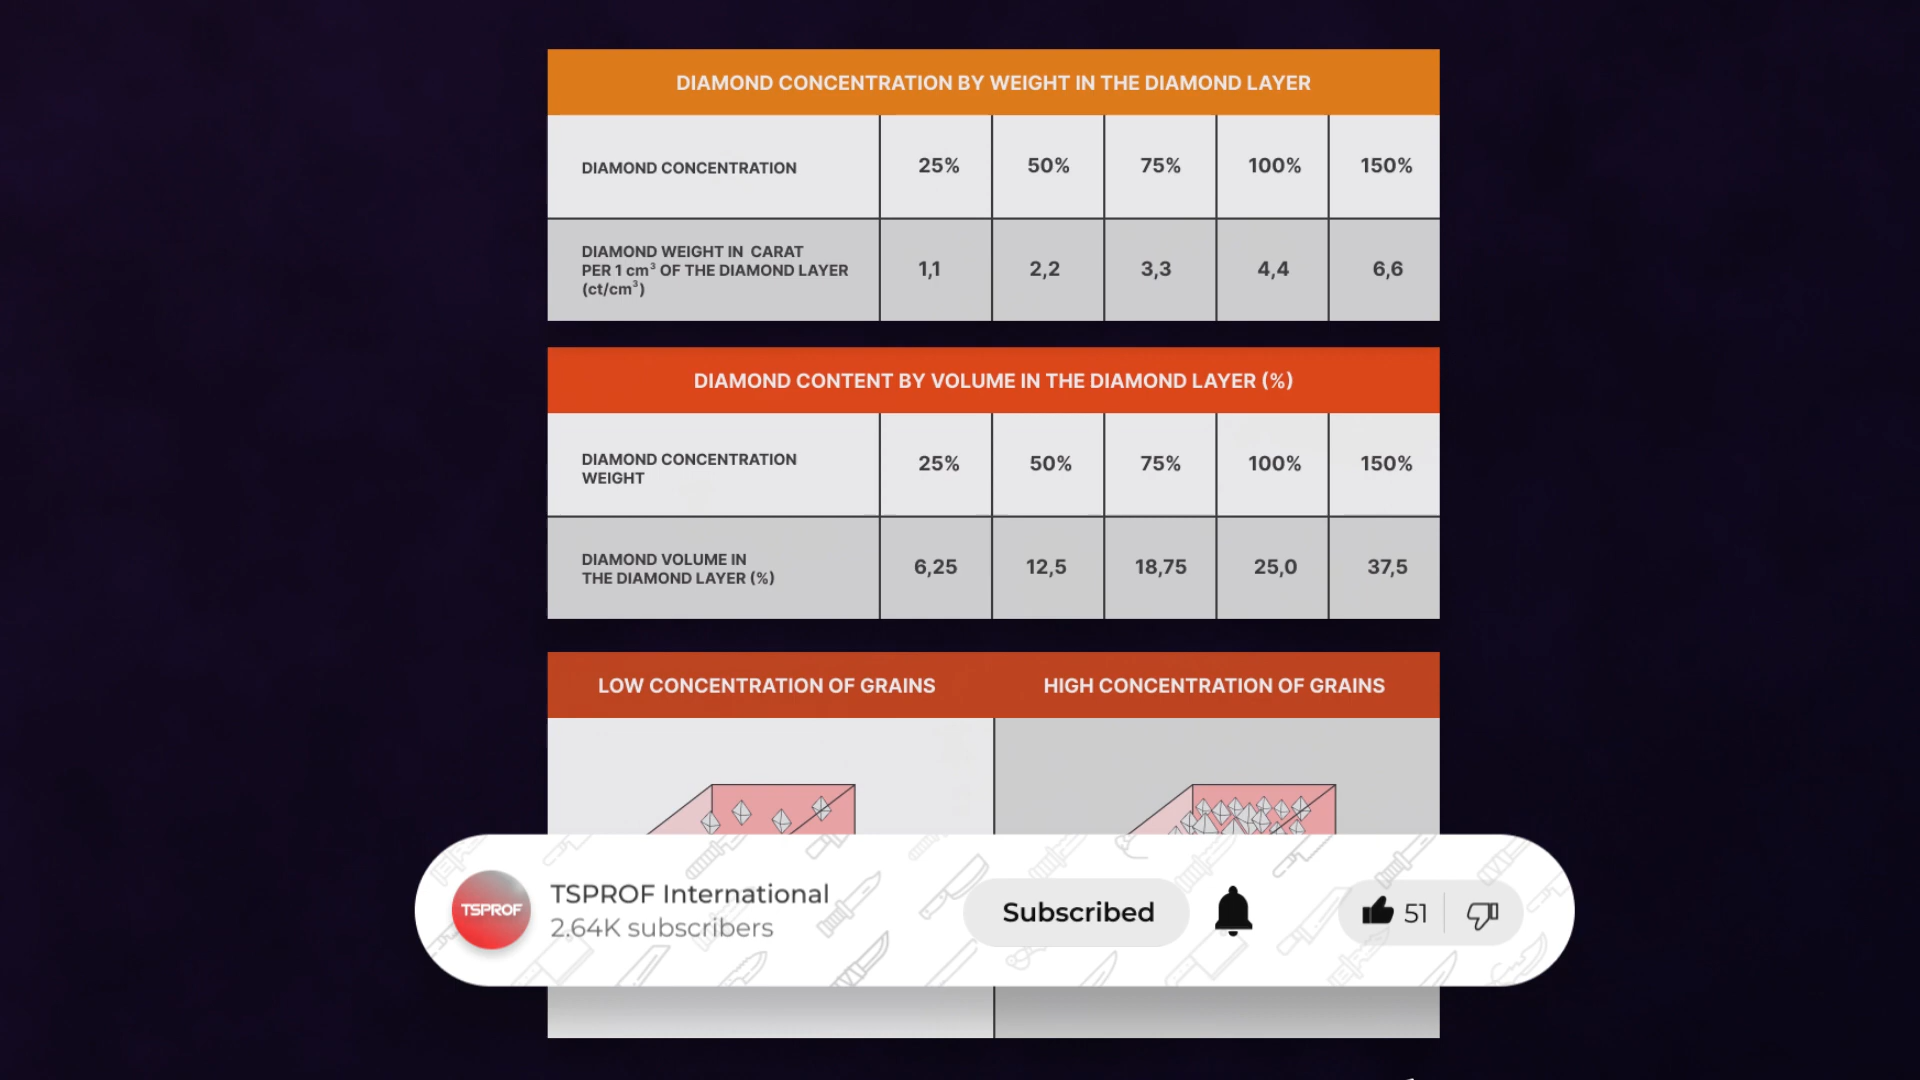 DIAMOND CONCENTRATION BY WEIGHT IN THE DIAMOND LAYER
DIAMOND CONCENTRATION 25% 50% 75% 100% 150%
DIAMOND WEIGHT IN CARAT
PER 1 cm³ OF THE DIAMOND LAYER
(ct/cm³)
1,1 2,2 3,3 4,4 6,6
DIAMOND CONTENT BY VOLUME IN THE DIAMOND LAYER (%)
DIAMOND CONCENTRATION
WEIGHT
25% 50% 75% 100% 150%
DIAMOND VOLUME IN
THE DIAMOND LAYER (%)
6,25 12,5 18,75 25,0 37,5
LOW CONCENTRATION OF GRAINS
HIGH CONCENTRATION OF GRAINS
TSPROF
TSPROF International
2.64K subscribers
Subscribed
51